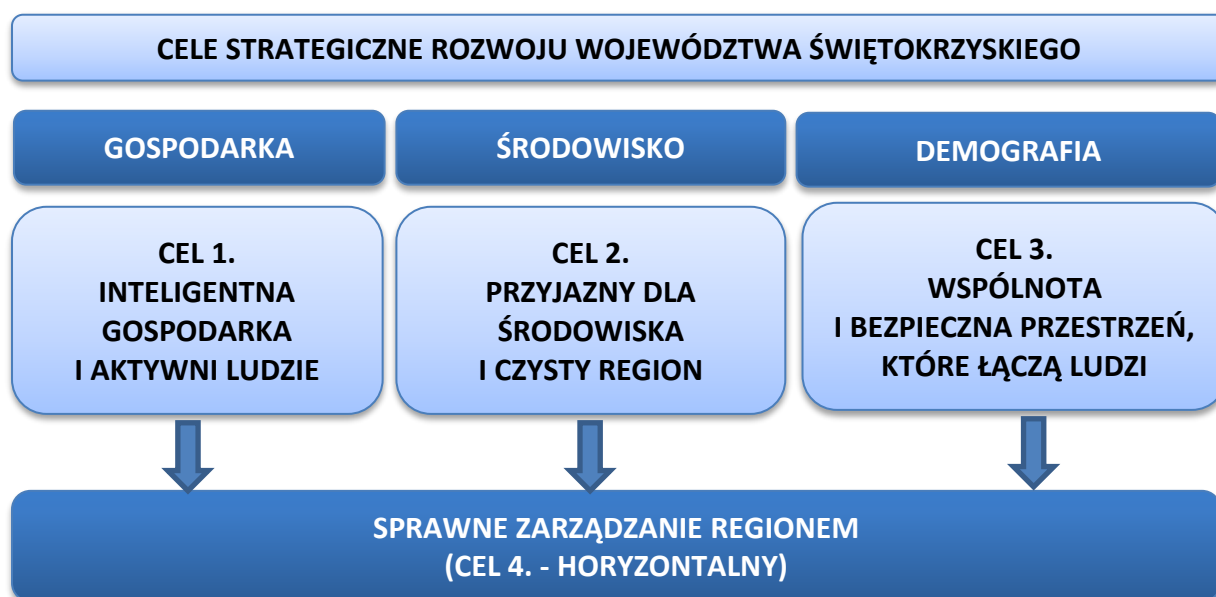 CELE STRATEGICZNE ROZWOJU WOJEWÓDZTWA ŚWIĘTOKRZYSKIEGO
GOSPODARKA
ŚRODOWISKO
DEMOGRAFIA
CEL 1.
INTELIGENTNA
GOSPODARKA
I AKTYWNI LUDZIE
CEL 2.
PRZYJAZNY DLA
ŚRODOWISKA
I CZYSTY REGION
CEL 3.
WSPÓLNOTA
I BEZPIECZNA PRZESTRZEŃ,
KTÓRE ŁĄCZĄ LUDZI
SPRAWNE ZARZĄDZANIE REGIONEM
(CEL 4. - HORYZONTALNY)